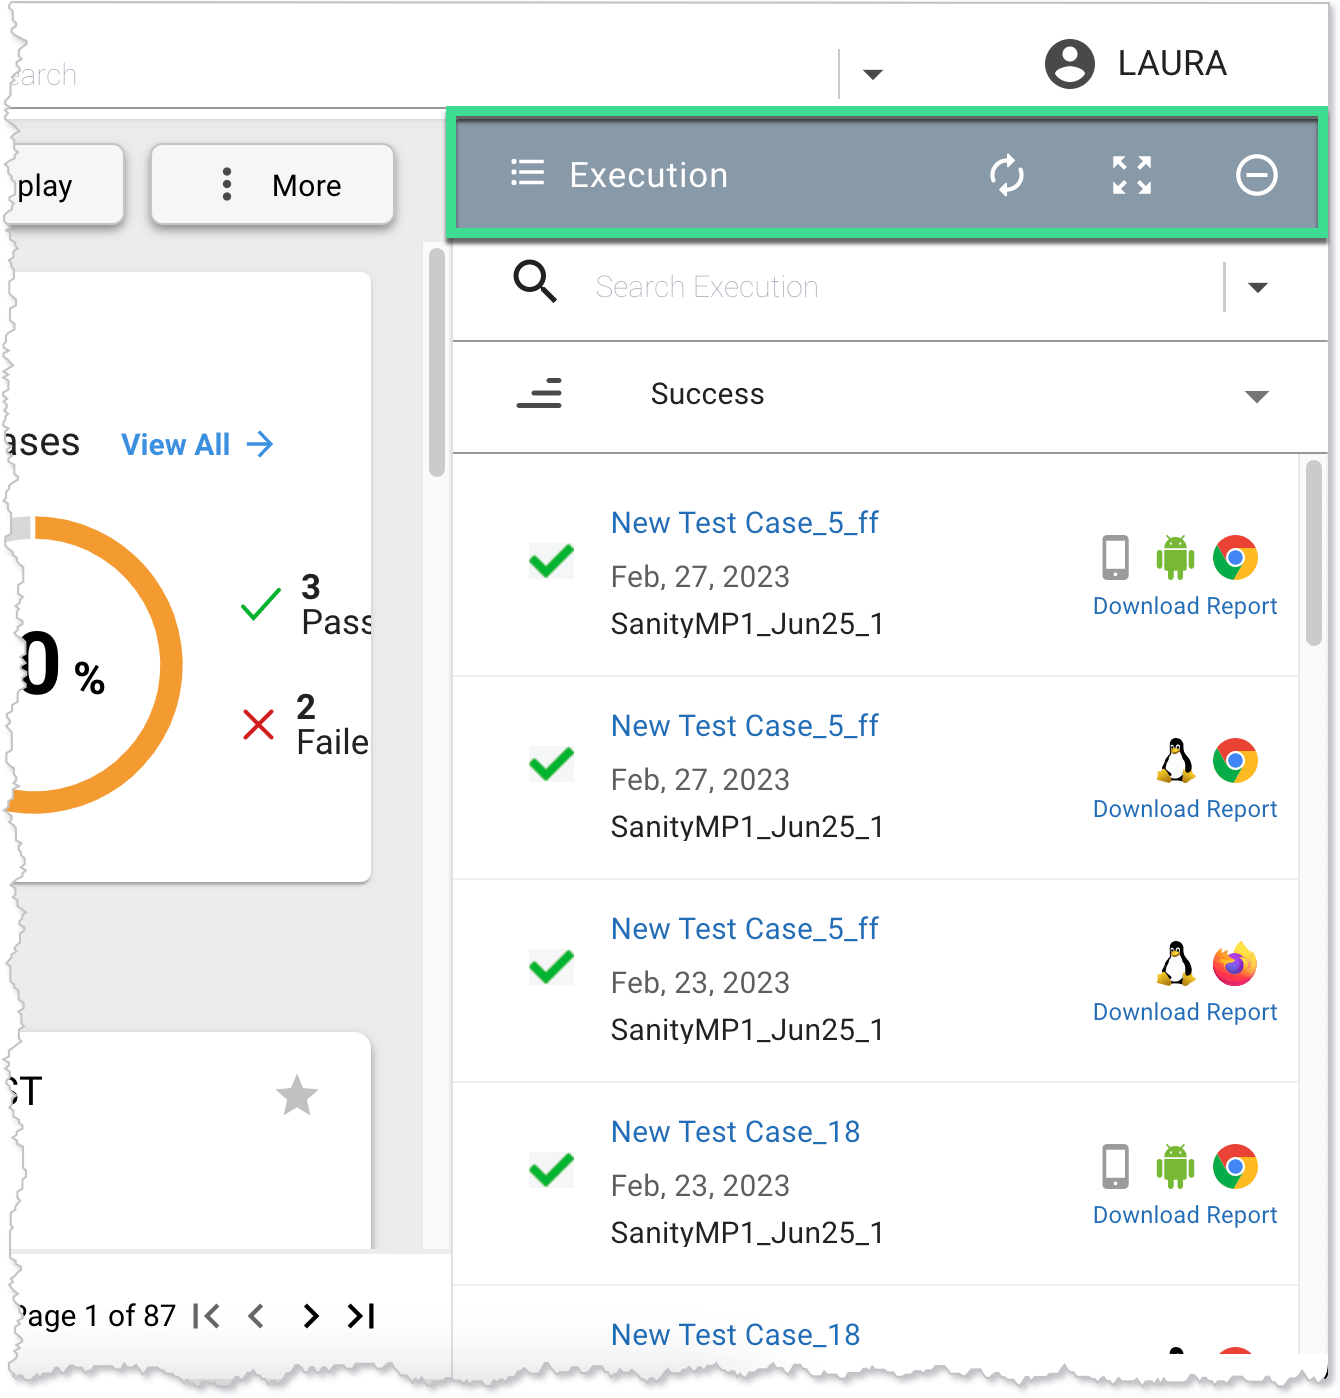 earch
LAURA
play
More
Execution
Search Execution
Success
ases
View All
3
Pass
0 %
2
Faile
New Test Case_5_ff
Feb, 27, 2023
SanityMP1_Jun25_1
Download Report
New Test Case_5_ff
Feb, 27, 2023
SanityMP1_Jun25_1
Download Report
New Test Case_5_ff
Feb, 23, 2023
SanityMP1_Jun25_1
Download Report
CT
New Test Case_18
Feb, 23, 2023
SanityMP1_Jun25_1
Download Report
Page 1 of 87
New Test Case_18